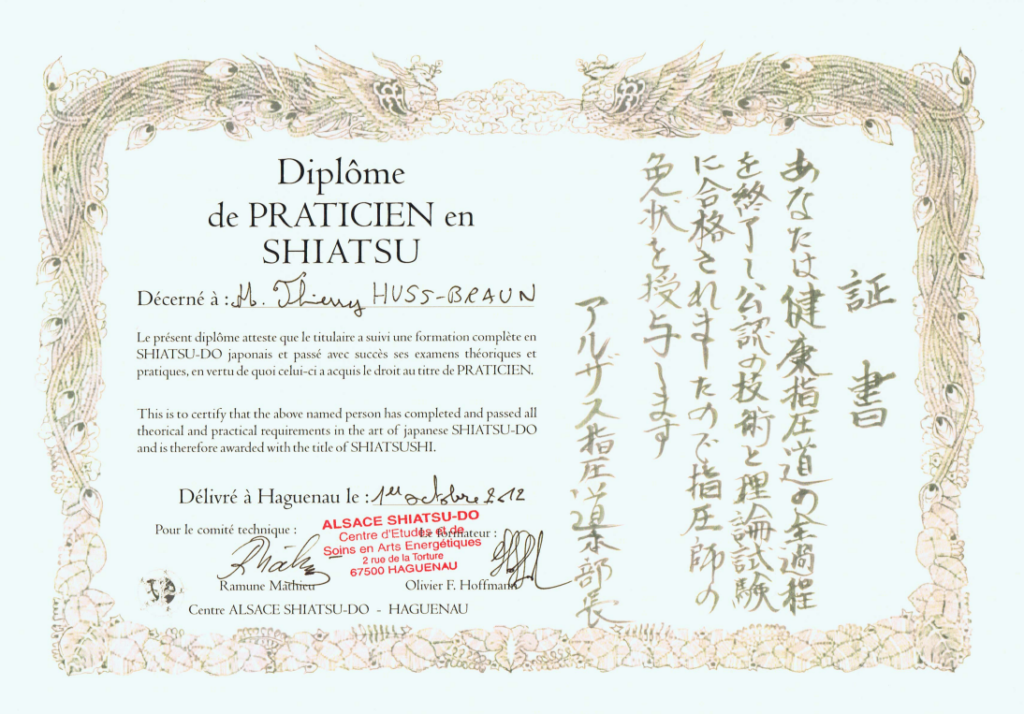 Diplôme
de PRATICIEN en
SHIATSU
Décerné à : M. Thierry HUSS-BRAUN
Le présent diplôme atteste que le titulaire a suivi une formation complète en
SHIATSU-DO japonais et passé avec succès ses examens théoriques et
pratiques, en vertu de quoi celui-ci a acquis le droit au titre de PRATICIEN.
This is to certify that the above named person has completed and passed all
theorical and practical requirements in the art of japanese SHIATSU-DO
and is therefore awarded with the title of SHIATSUSHI.
Délivré à Haguenau le : 1er octobre 2012
Pour le comité technique :
Le formateur :
ALSACE SHIATSU-DO
Centre d'Etudes et de
Soins en Arts Energétiques
2 rue de la Torture
67500 HAGUENAU
Ramune Mathieu
Olivier F. Hoffmann
Centre ALSACE SHIATSU-DO - HAGUENAU
証書
あなたは健康指圧道の全過程
を終了し公認の技術と理論試験
に合格されましたので指圧師の
免状を授与します
アルザス指圧道本部長